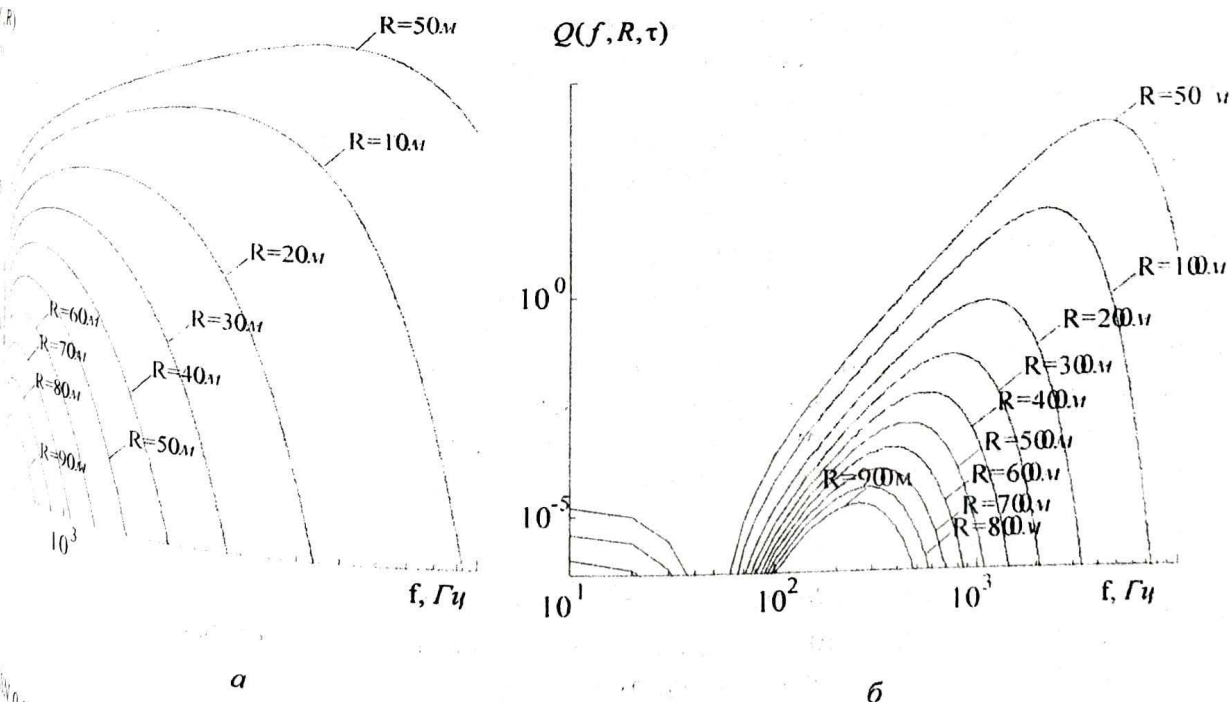 ,R)
R=50м
R=10м
R=20м
R=30м
R=60м
R=70м
R=40м
R=80м
R=50м
R=90м
10³
f, Гц
а
Q(f,R,τ)
R=50 м
R=100м
10⁰
R=200м
R=300м
R=400м
R=500м
R=600м
R=900м
R=700м
10⁻⁵
R=800м
10¹
10²
10³
f, Гц
б